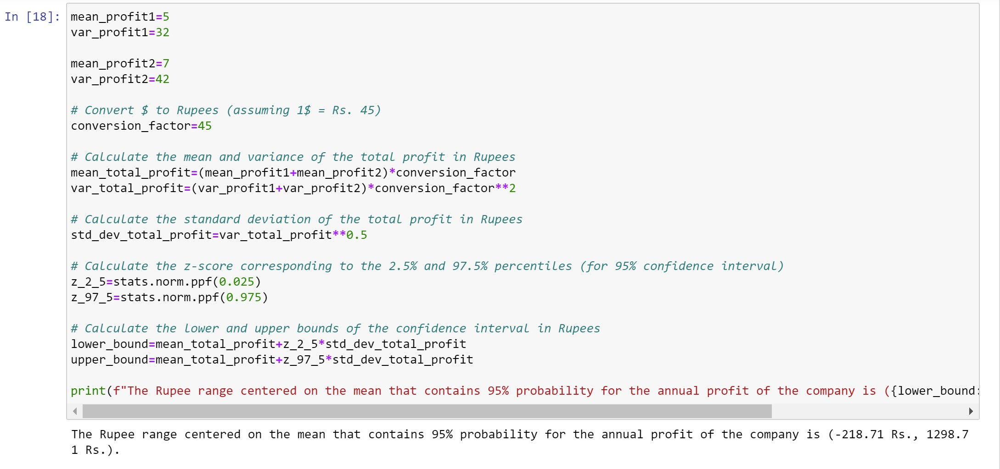 In [18]:
mean_profit1=5
var_profit1=32
mean_profit2=7
var_profit2=42
# Convert $ to Rupees (assuming 1$ = Rs. 45)
conversion_factor=45
# Calculate the mean and variance of the total profit in Rupees
mean_total_profit=(mean_profit1+mean_profit2)*conversion_factor
var_total_profit=(var_profit1+var_profit2)*conversion_factor**2
# Calculate the standard deviation of the total profit in Rupees
std_dev_total_profit=var_total_profit**0.5
# Calculate the z-score corresponding to the 2.5% and 97.5% percentiles (for 95% confidence interval)
z_2_5=stats.norm.ppf(0.025)
z_97_5=stats.norm.ppf(0.975)
# Calculate the lower and upper bounds of the confidence interval in Rupees
lower_bound=mean_total_profit+z_2_5*std_dev_total_profit
upper_bound=mean_total_profit+z_97_5*std_dev_total_profit
print(f"The Rupee range centered on the mean that contains 95% probability for the annual profit of the company is ({lower_bound:
The Rupee range centered on the mean that contains 95% probability for the annual profit of the company is (-218.71 Rs., 1298.7
1 Rs.).